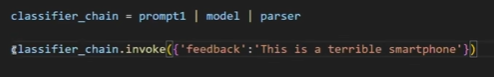 classifier_chain = prompt1 | model | parser
classifier_chain.invoke({'feedback':'This is a terrible smartphone'})